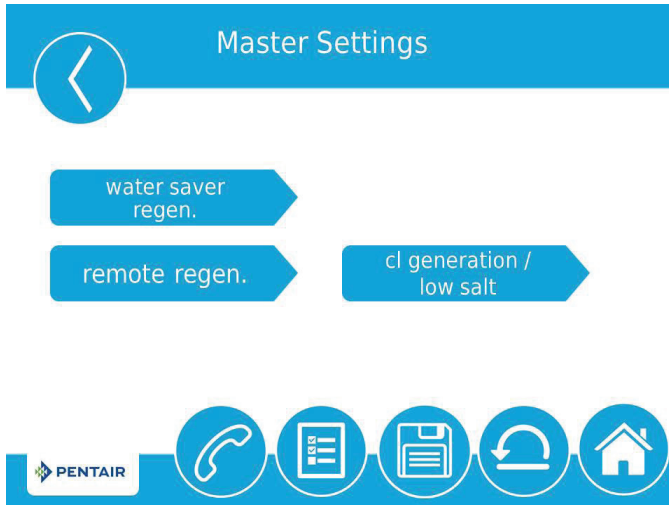 Master Settings
water saver
regen.
remote regen.
cl generation /
low salt
PENTAIR